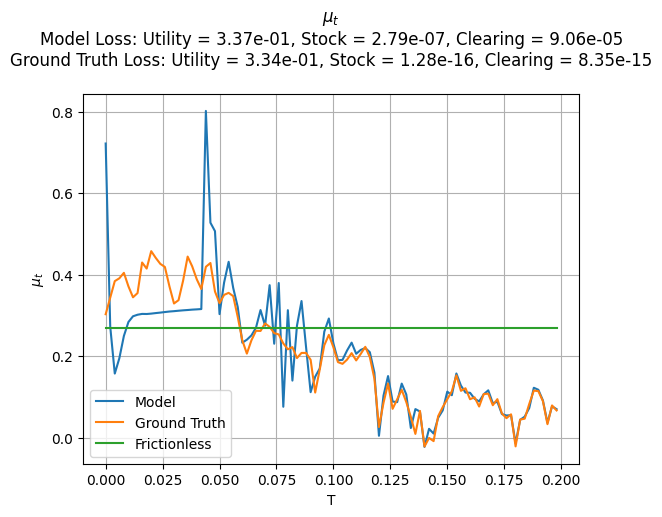 μt
Model Loss: Utility = 3.37e-01, Stock = 2.79e-07, Clearing = 9.06e-05
Ground Truth Loss: Utility = 3.34e-01, Stock = 1.28e-16, Clearing = 8.35e-15
0.8
0.6
0.4
0.2
0.0
μt
Model
Ground Truth
Frictionless
0.000 0.025 0.050 0.075 0.100 0.125 0.150 0.175 0.200
T